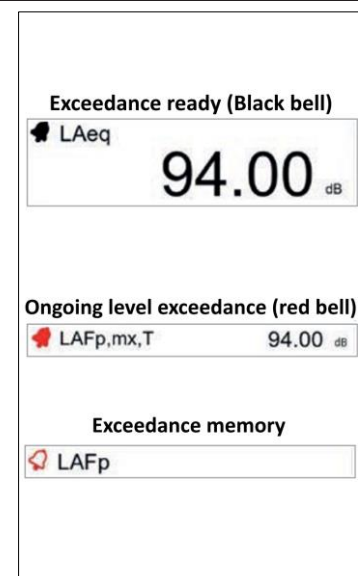 Exceedance ready (Black bell)
LAeq
94.00 dB
Ongoing level exceedance (red bell)
LAFp,mx,T 94.00 dB
Exceedance memory
LAFp